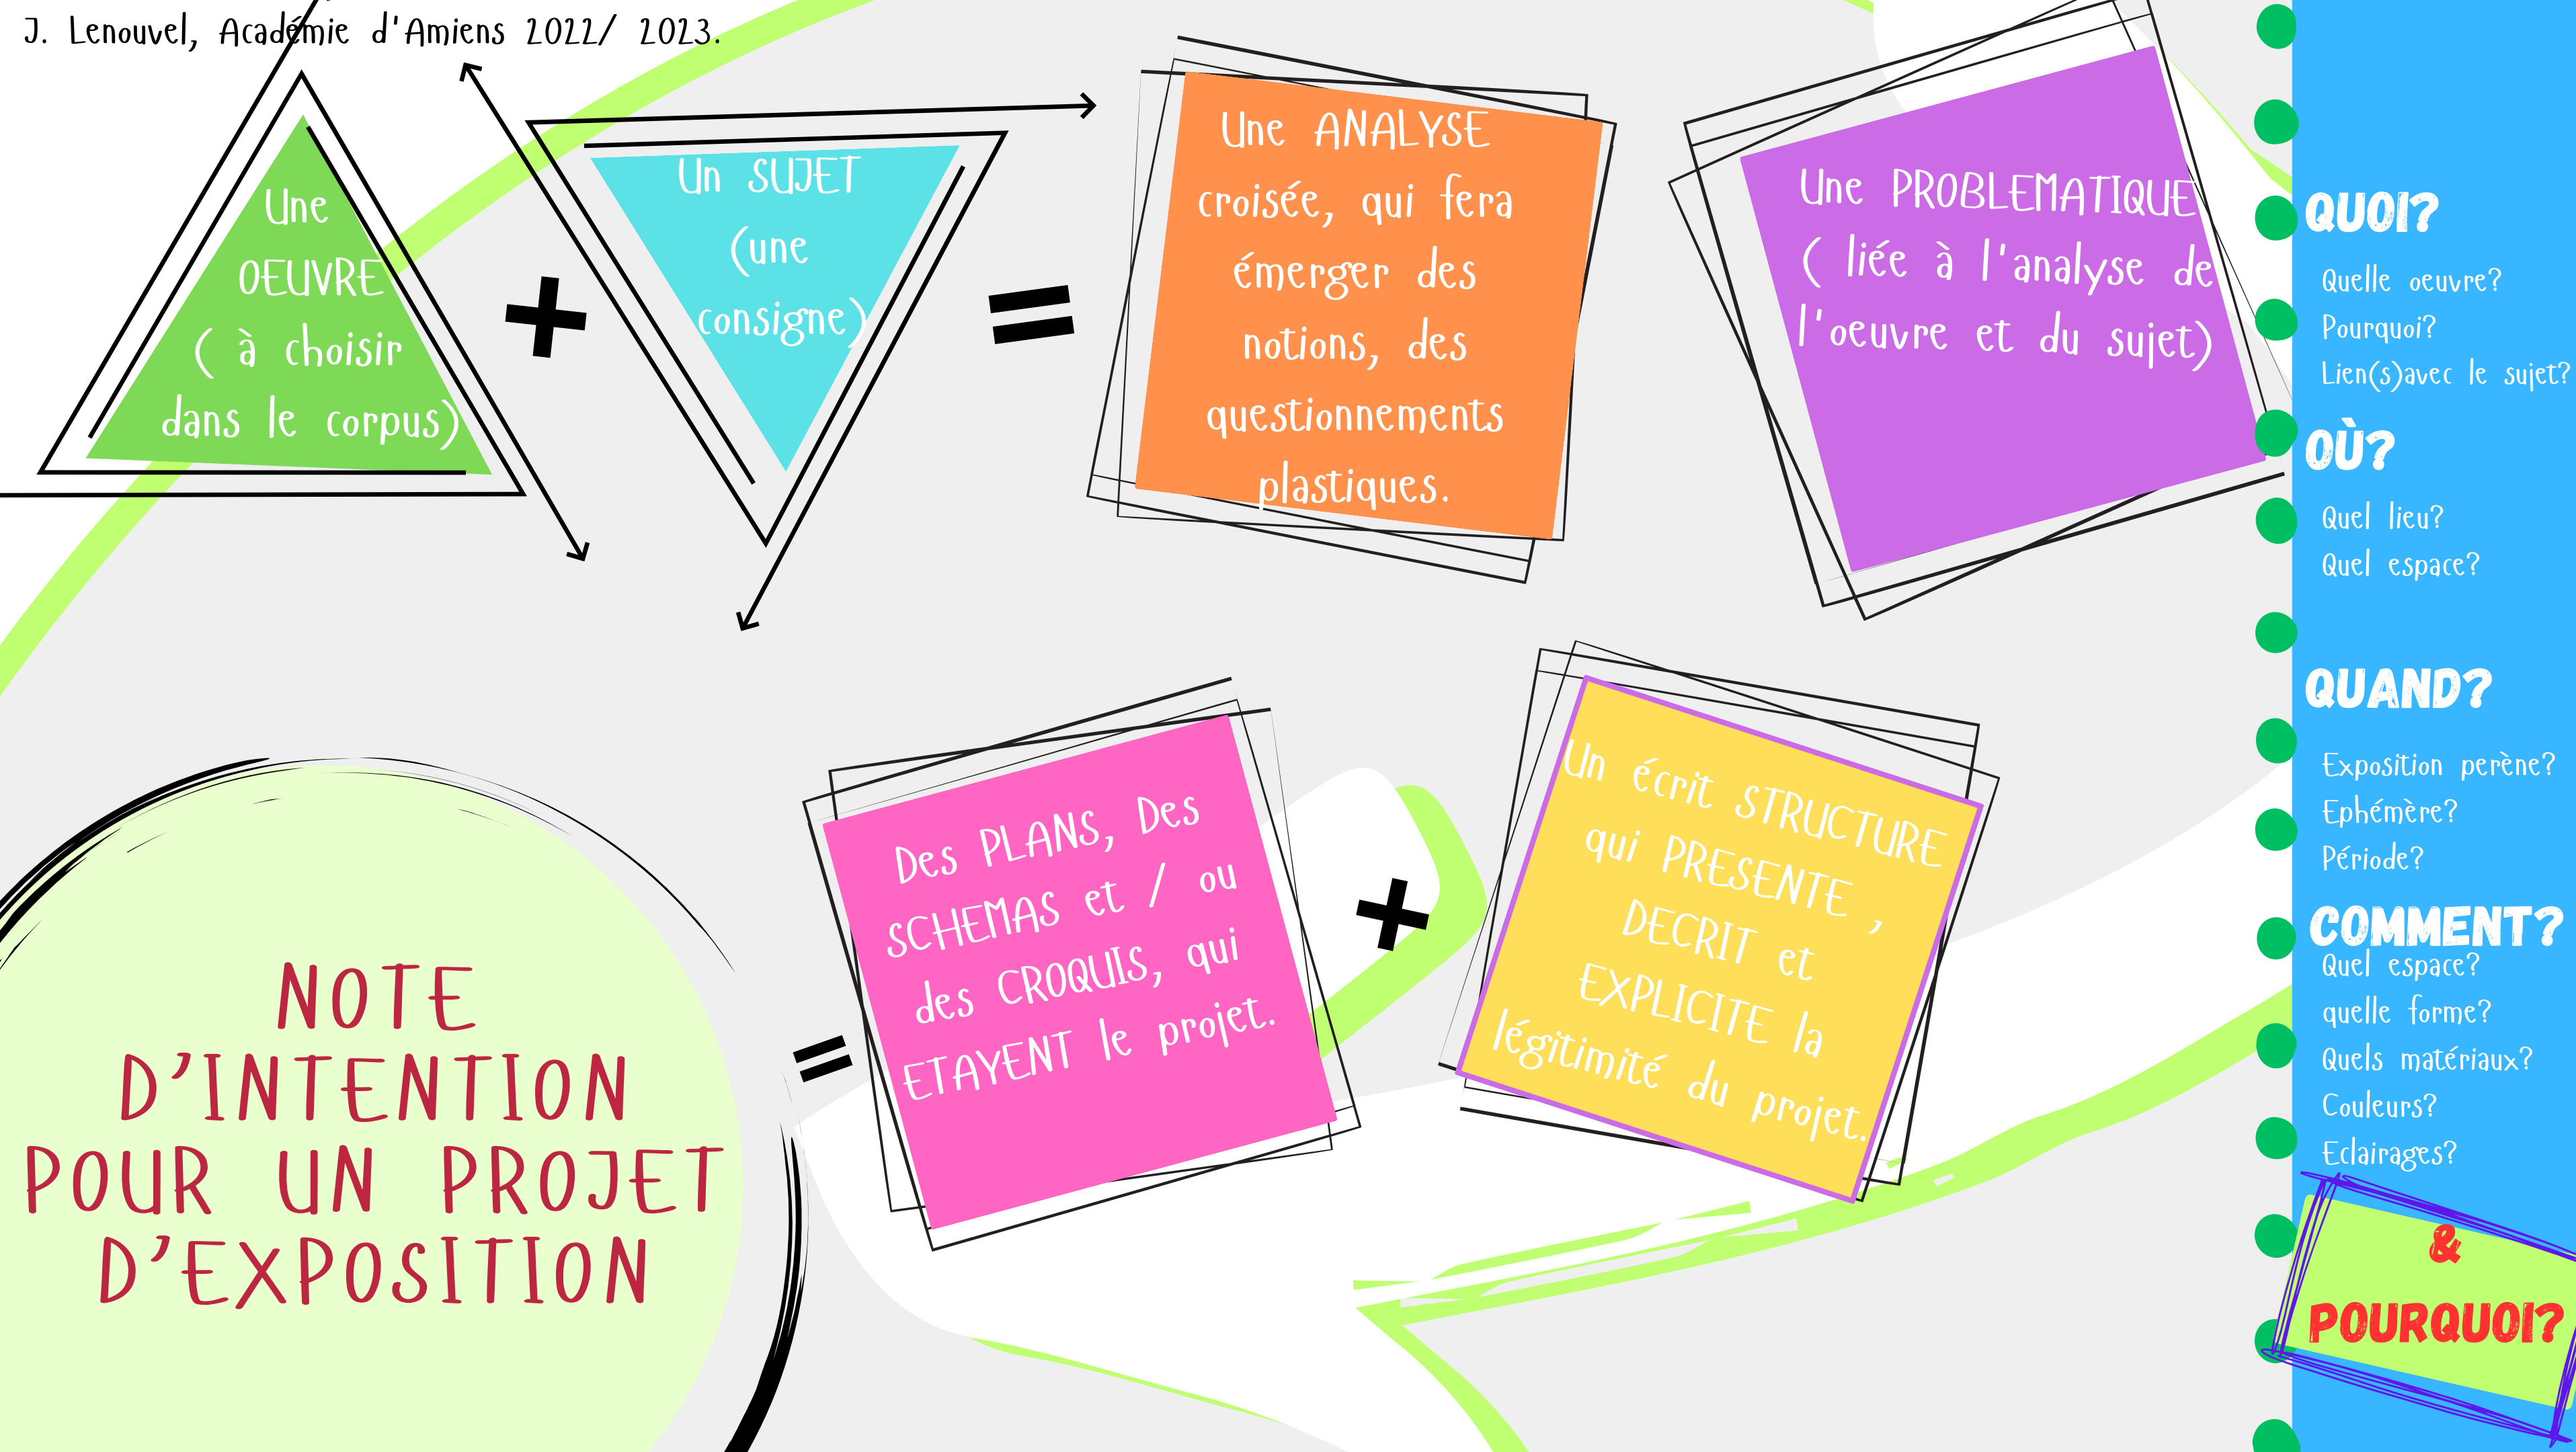 J. Lenouvel, Académie d'Amiens 2022/ 2023.
Une
OEUVRE
( à choisir
dans le corpus)
+
Un SUJET
(une
consigne)
=
Une ANALYSE
croisée, qui fera
émerger des
notions, des
questionnements
plastiques.
Une PROBLEMATIQUE
( liée à l'analyse de
l'oeuvre et du sujet)
NOTE
D'INTENTION
POUR UN PROJET
D'EXPOSITION
=
Des PLANS, Des
SCHEMAS et / ou
des CROQUIS, qui
ETAYENT le projet.
+
Un écrit STRUCTURE
qui PRESENTE ,
DECRIT et
EXPLICITE la
légitimité du projet.
QUOI?
Quelle oeuvre?
Pourquoi?
Lien(s)avec le sujet?
OÙ?
Quel lieu?
Quel espace?
QUAND?
Exposition perène?
Ephémère?
Période?
COMMENT?
Quel espace?
quelle forme?
Quels matériaux?
Couleurs?
Eclairages?
&
POURQUOI?